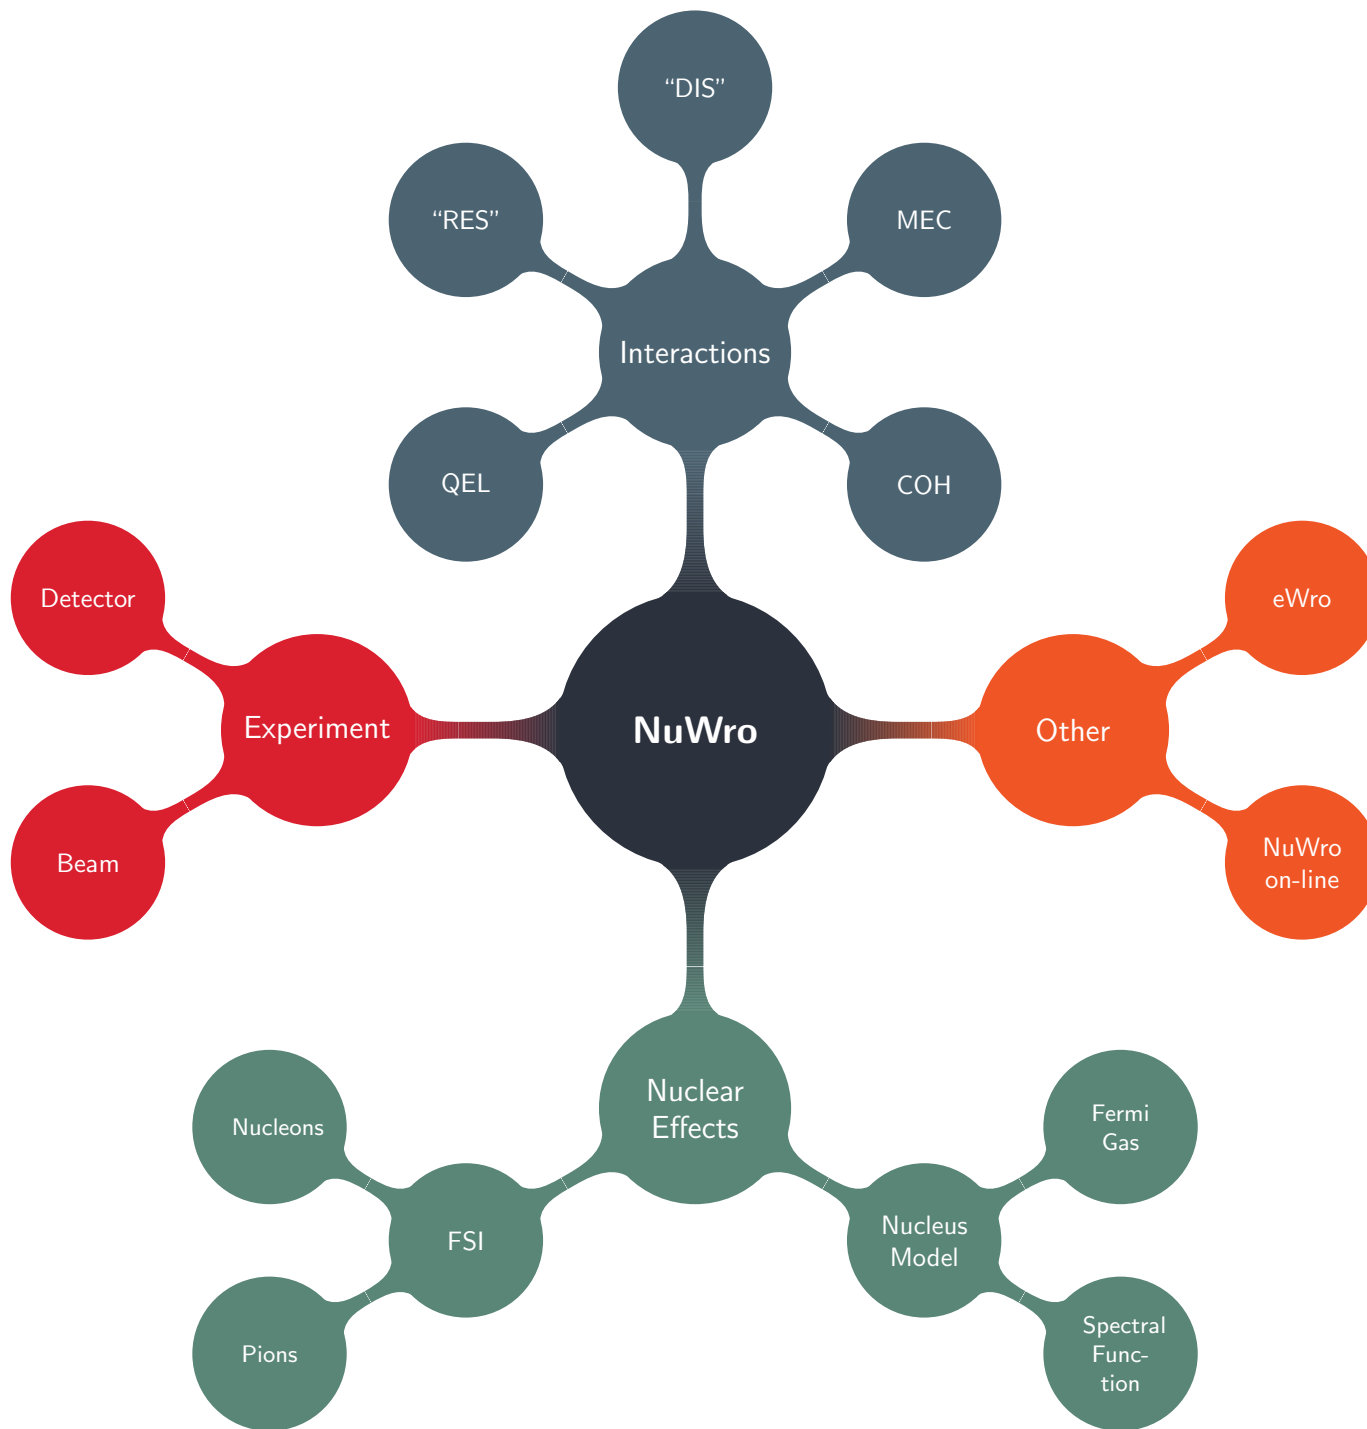 “DIS”
“RES”
MEC
Interactions
QEL
COH
Detector
eWro
Experiment
NuWro
Other
Beam
NuWro
on-line
Nuclear
Effects
Nucleons
Fermi
Gas
FSI
Nucleus
Model
Pions
Spectral
Func-
tion